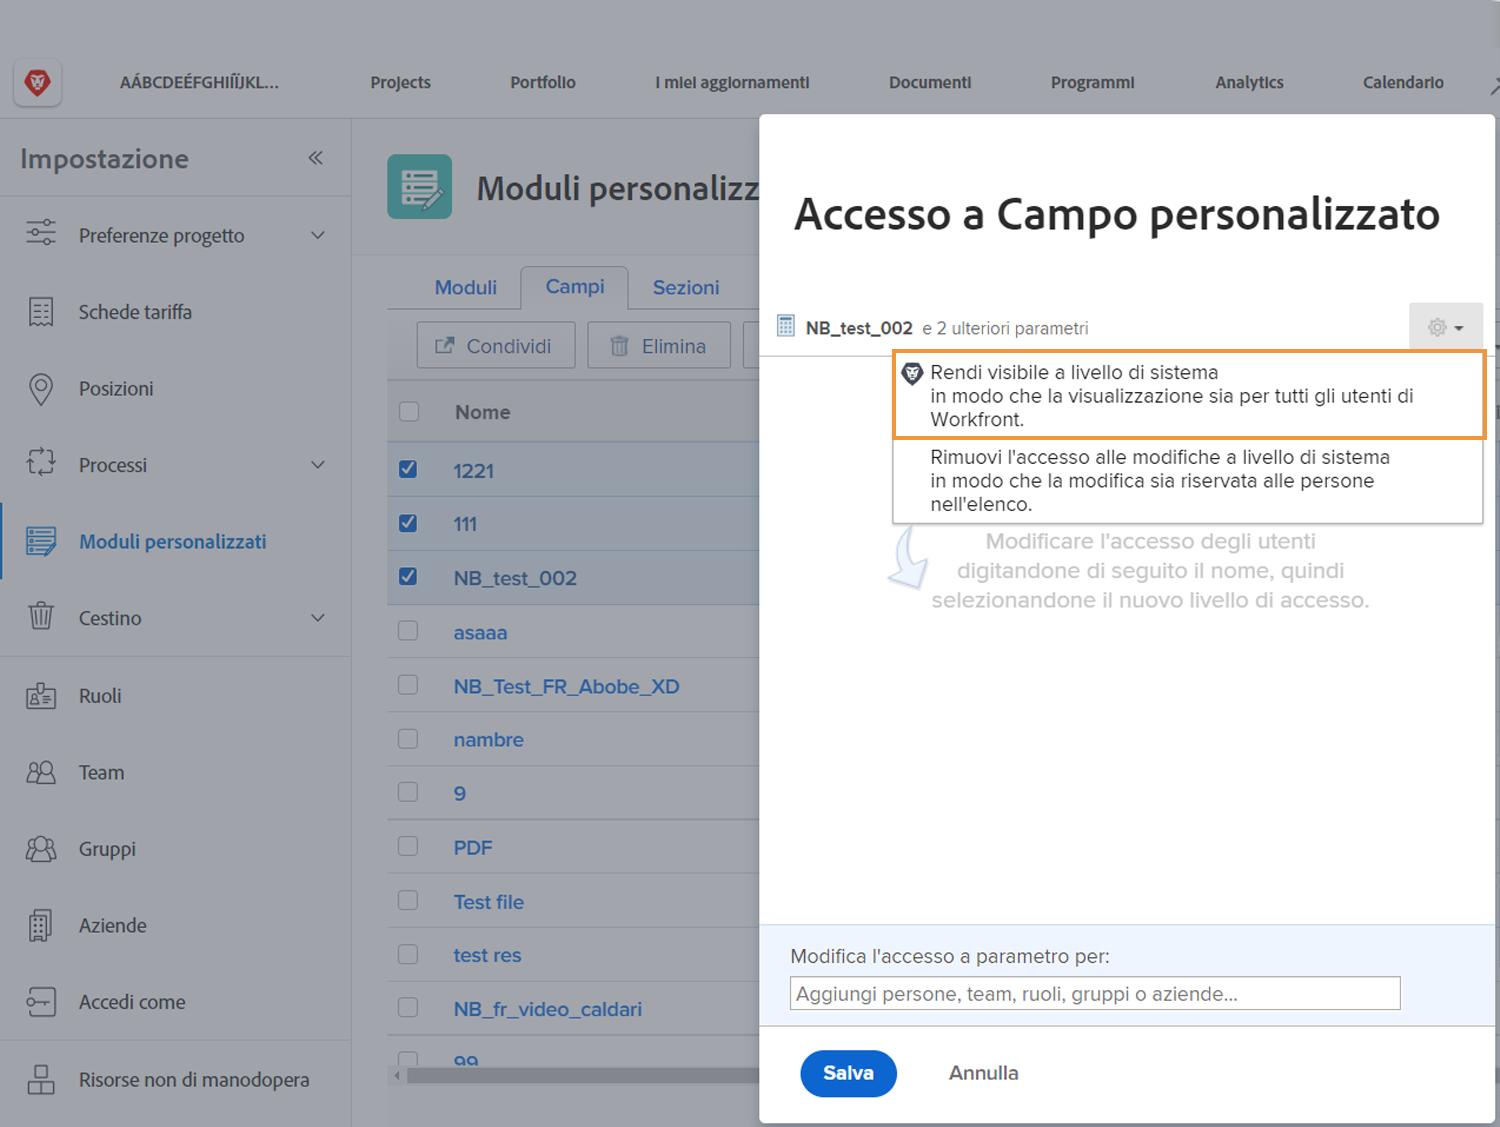 AÁBCDEÉFGHIÍÏJKL...
Projects
Portfolio
I miei aggiornamenti
Documenti
Programmi
Analytics
Calendario
Impostazione
Preferenze progetto
Schede tariffa
Posizioni
Processi
Moduli personalizzati
Cestino
Ruoli
Team
Gruppi
Aziende
Accedi come
Risorse non di manodopera
Moduli personalizz
Moduli
Campi
Sezioni
Condividi
Elimina
Nome
1221
111
NB_test_002
asaaa
NB_Test_FR_Abobe_XD
nambre
9
PDF
Test file
test res
NB_fr_video_caldari
99
Accesso a Campo personalizzato
NB_test_002 e 2 ulteriori parametri
Rendi visibile a livello di sistema
in modo che la visualizzazione sia per tutti gli utenti di
Workfront.
Rimuovi l'accesso alle modifiche a livello di sistema
in modo che la modifica sia riservata alle persone
nell'elenco.
Modificare l'accesso degli utenti
digitandone di seguito il nome, quindi
selezionandone il nuovo livello di accesso.
Modifica l'accesso a parametro per:
Aggiungi persone, team, ruoli, gruppi o aziende...
Salva
Annulla